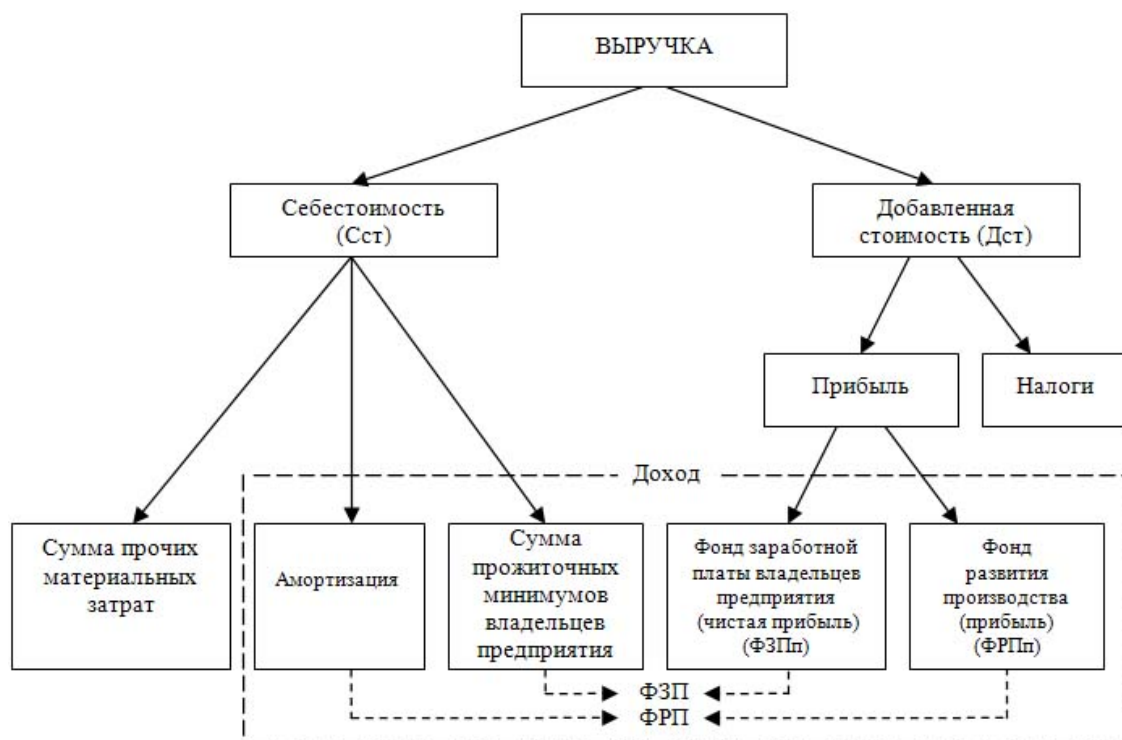 ВЫРУЧКА
Себестоимость
(Сст)
Добавленная
стоимость (Дст)
Прибыль
Налоги
Доход
Сумма прочих
материальных
затрат
Амортизация
Сумма
прожиточных
минимумов
владельцев
предприятия
Фонд заработной
платы владельцев
предприятия
(чистая прибыль)
(ФЗПп)
Фонд
развития
производства
(прибыль)
(ФРПп)
ФЗП
ФРП